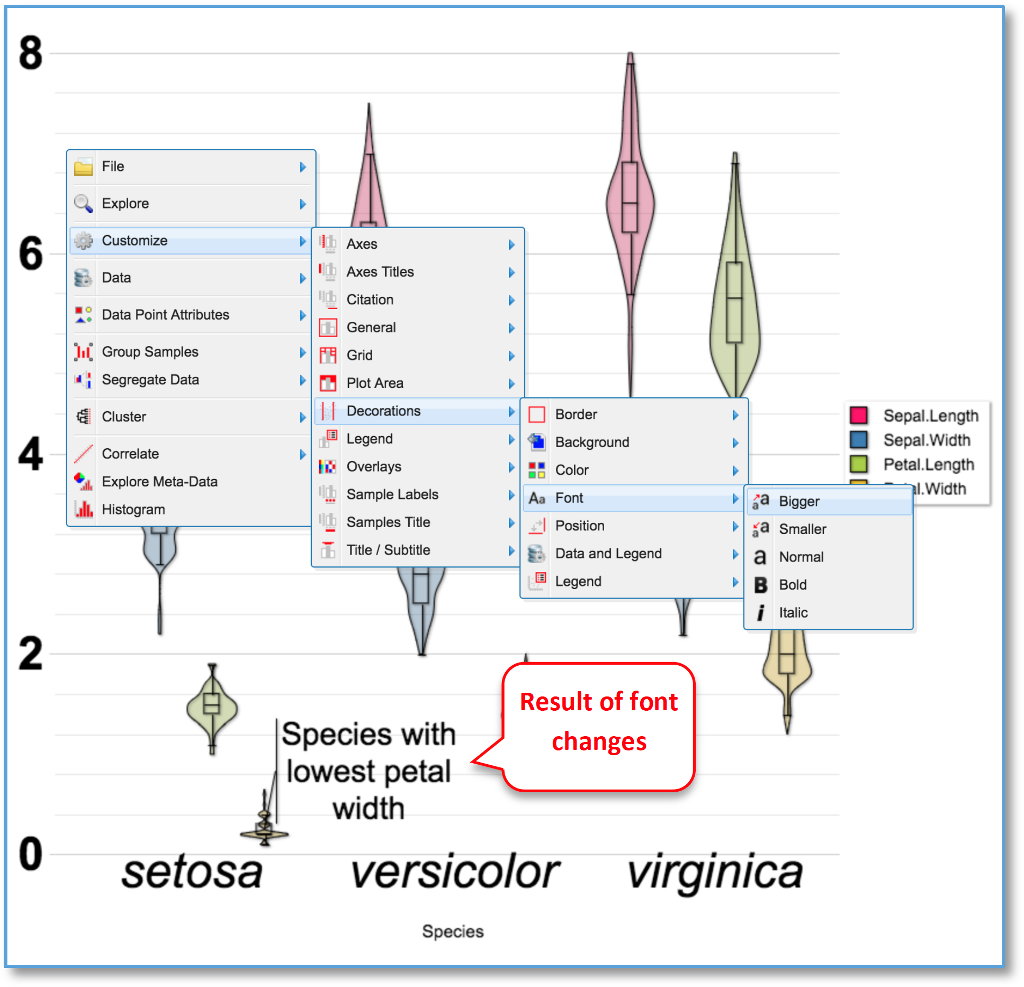 8
6
4
2
0
File
Explore
Customize
Data
Data Point Attributes
Group Samples
Segregate Data
Cluster
Correlate
Explore Meta-Data
Histogram
Axes
Axes Titles
Citation
General
Grid
Plot Area
Decorations
Legend
Overlays
Sample Labels
Samples Title
Title / Subtitle
Border
Background
Color
Aa Font
Position
Data and Legend
Legend
Bigger
Smaller
a Normal
B Bold
i Italic
Sepal.Length
Sepal.Width
Petal.Length
Petal.Width
Result of font
changes
Species with
lowest petal
width
setosa versicolor virginica
Species